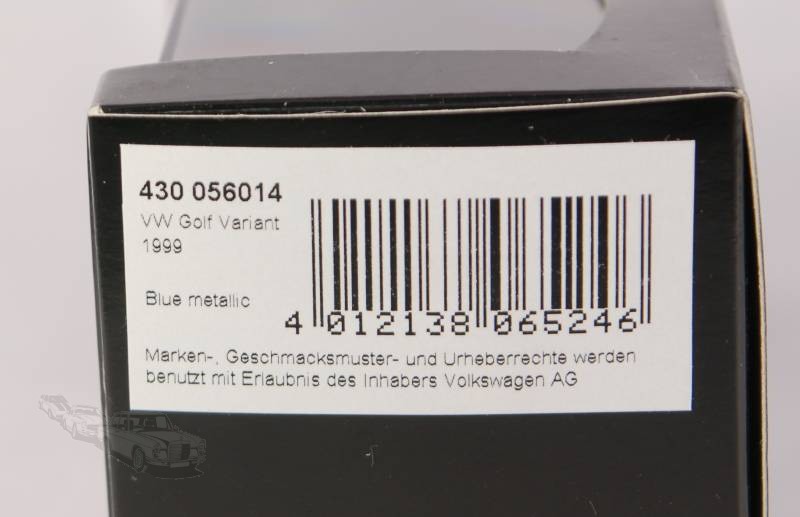 430 056014
VW Golf Variant
1999
Blue metallic
4 012138 065246
Marken-, Geschmacksmuster- und Urheberrechte werden
benutzt mit Erlaubnis des Inhabers Volkswagen AG